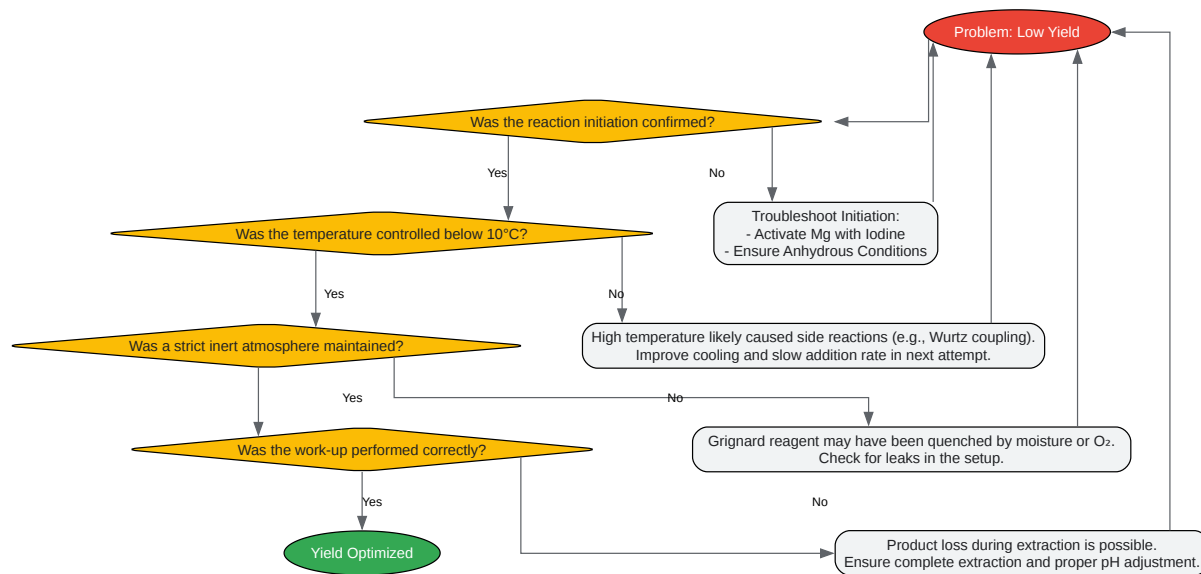 Problem: Low Yield
Was the reaction initiation confirmed?
Yes
No
Troubleshoot Initiation:
- Activate Mg with Iodine
- Ensure Anhydrous Conditions
Was the temperature controlled below 10°C?
Yes
No
High temperature likely caused side reactions (e.g., Wurtz coupling).
Improve cooling and slow addition rate in next attempt.
Was a strict inert atmosphere maintained?
Yes
No
Grignard reagent may have been quenched by moisture or O₂.
Check for leaks in the setup.
Was the work-up performed correctly?
Yes
No
Yield Optimized
Product loss during extraction is possible.
Ensure complete extraction and proper pH adjustment.